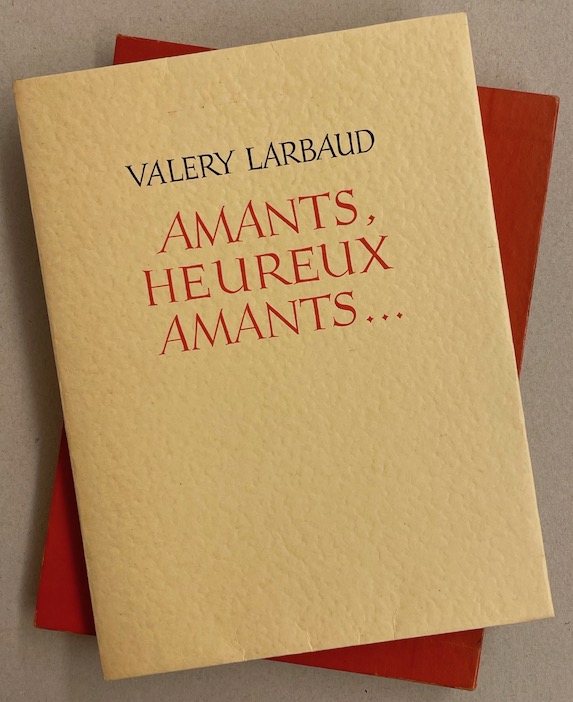 VALERY LARBAUD
AMANTS,
HEUREUX
AMANTS...